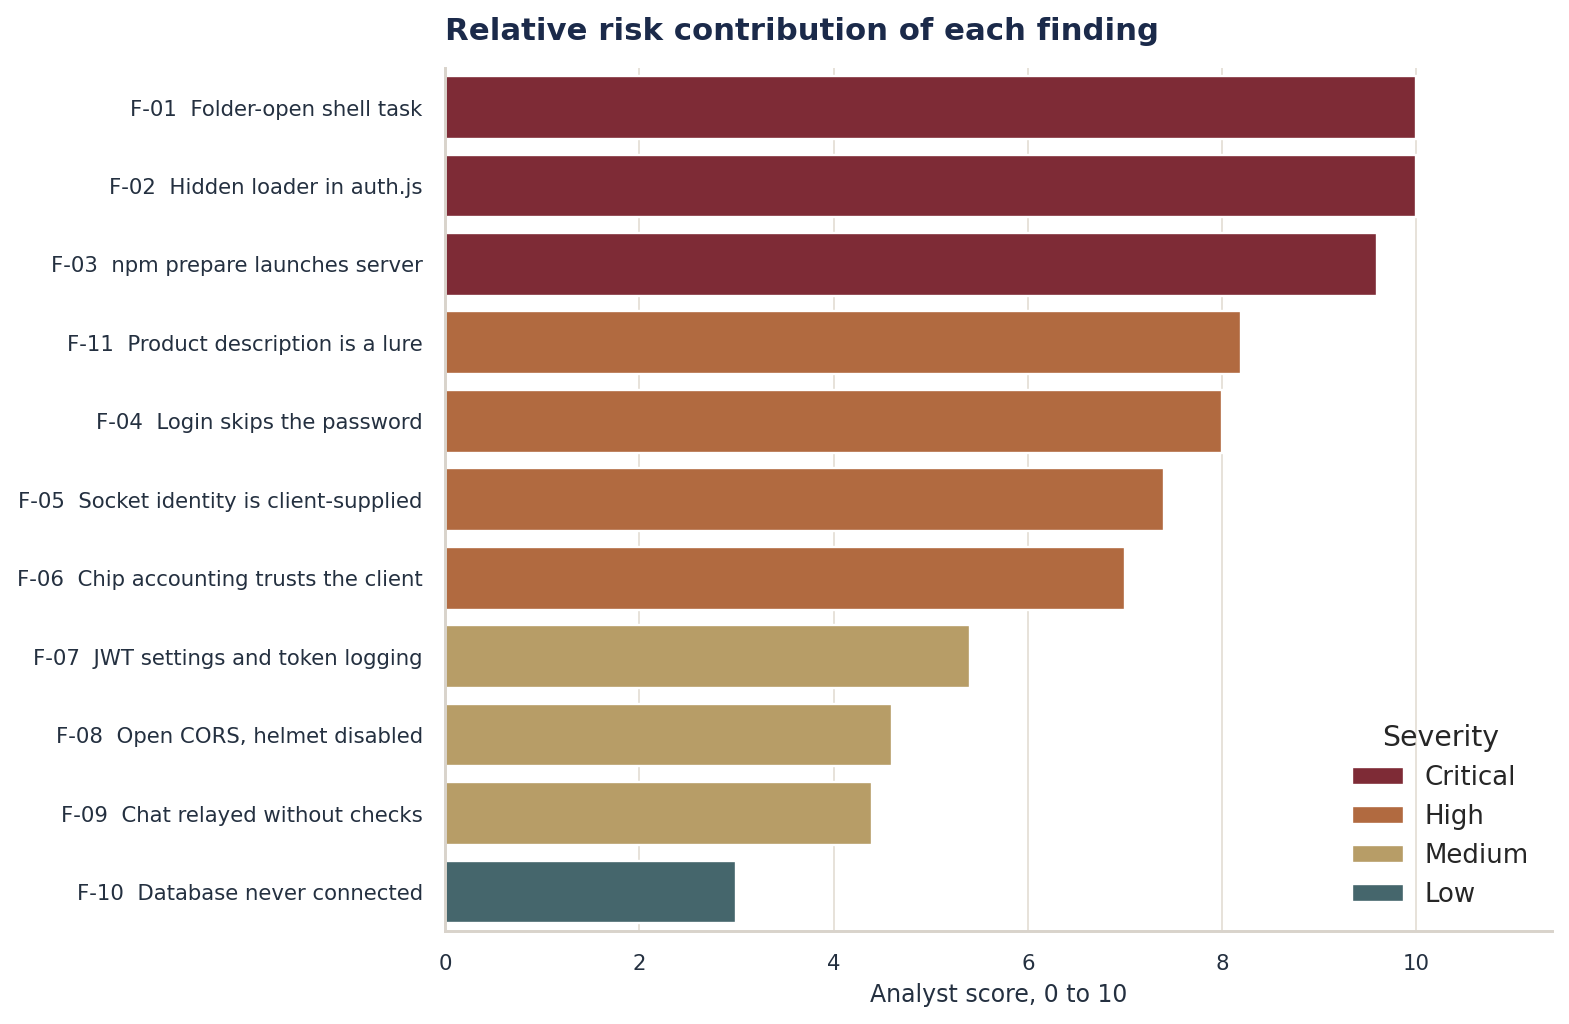 Relative risk contribution of each finding
F-01  Folder-open shell task
F-02  Hidden loader in auth.js
F-03  npm prepare launches server
F-11  Product description is a lure
F-04  Login skips the password
F-05  Socket identity is client-supplied
F-06  Chip accounting trusts the client
F-07  JWT settings and token logging
F-08  Open CORS, helmet disabled
F-09  Chat relayed without checks
F-10  Database never connected
Severity
Critical
High
Medium
Low
0 2 4 6 8 10
Analyst score, 0 to 10